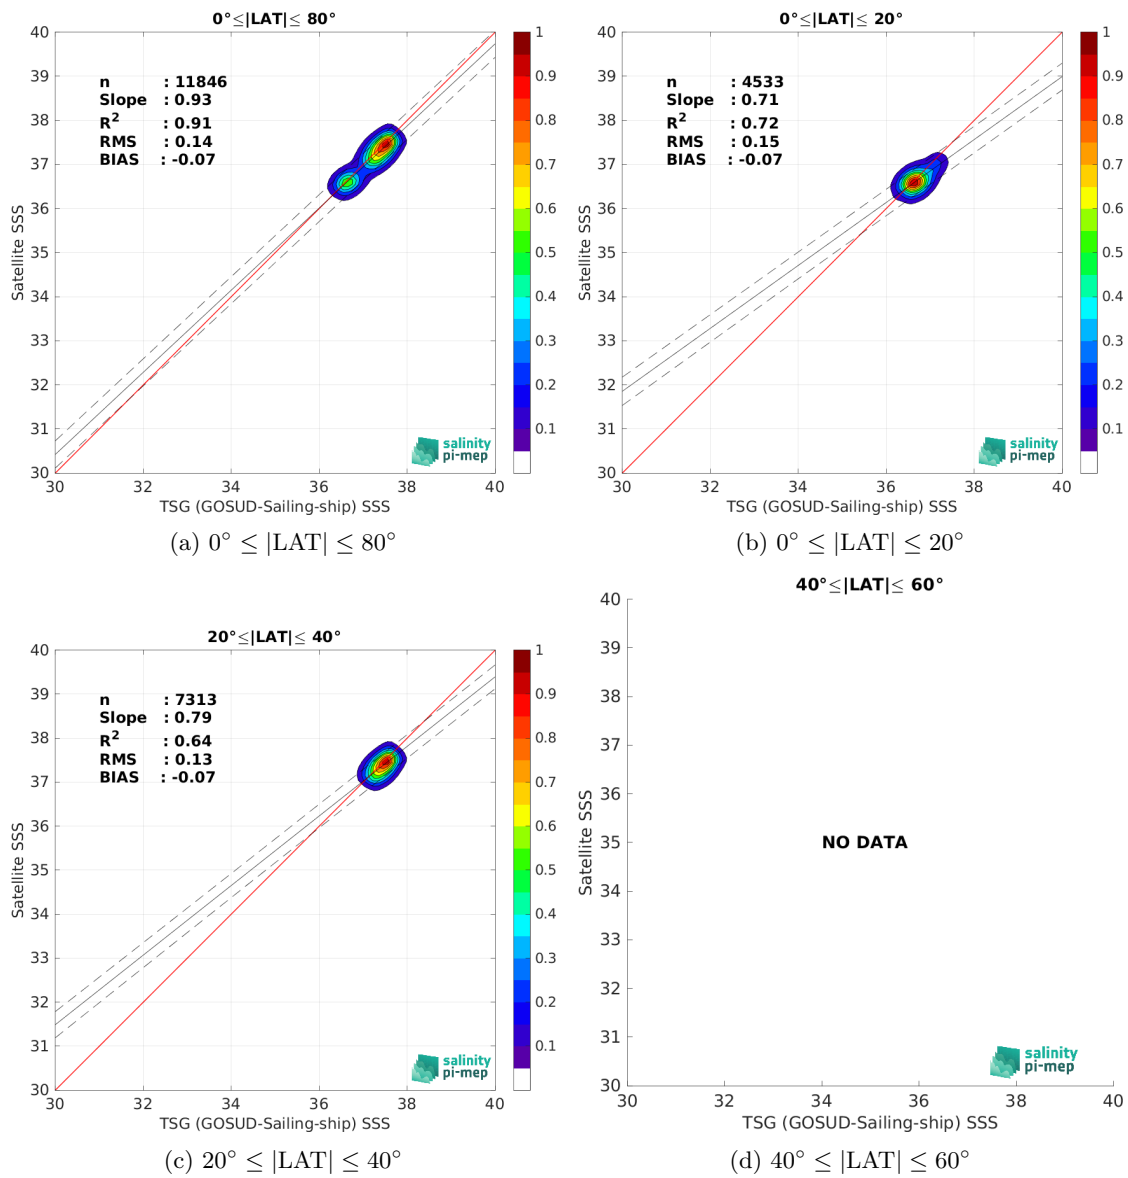 0°≤|LAT|≤ 80°
40
39
38
37
36
35
34
33
32
31
30
Satellite SSS
n : 11846
Slope : 0.93
R2 : 0.91
RMS : 0.14
BIAS : -0.07
salinity
pi-mep
30 32 34 36 38 40
TSG (GOSUD-Sailing-ship) SSS
1
0.9
0.8
0.7
0.6
0.5
0.4
0.3
0.2
0.1
(a) 0° ≤ |LAT| ≤ 80°
0°≤|LAT|≤ 20°
40
39
38
37
36
35
34
33
32
31
30
Satellite SSS
n : 4533
Slope : 0.71
R2 : 0.72
RMS : 0.15
BIAS : -0.07
salinity
pi-mep
30 32 34 36 38 40
TSG (GOSUD-Sailing-ship) SSS
1
0.9
0.8
0.7
0.6
0.5
0.4
0.3
0.2
0.1
(b) 0° ≤ |LAT| ≤ 20°
20°≤|LAT|≤ 40°
40
39
38
37
36
35
34
33
32
31
30
Satellite SSS
n : 7313
Slope : 0.79
R2 : 0.64
RMS : 0.13
BIAS : -0.07
salinity
pi-mep
30 32 34 36 38 40
TSG (GOSUD-Sailing-ship) SSS
1
0.9
0.8
0.7
0.6
0.5
0.4
0.3
0.2
0.1
(c) 20° ≤ |LAT| ≤ 40°
40°≤|LAT|≤ 60°
40
39
38
37
36
35
34
33
32
31
30
Satellite SSS
NO DATA
salinity
pi-mep
30 32 34 36 38 40
TSG (GOSUD-Sailing-ship) SSS
(d) 40° ≤ |LAT| ≤ 60°